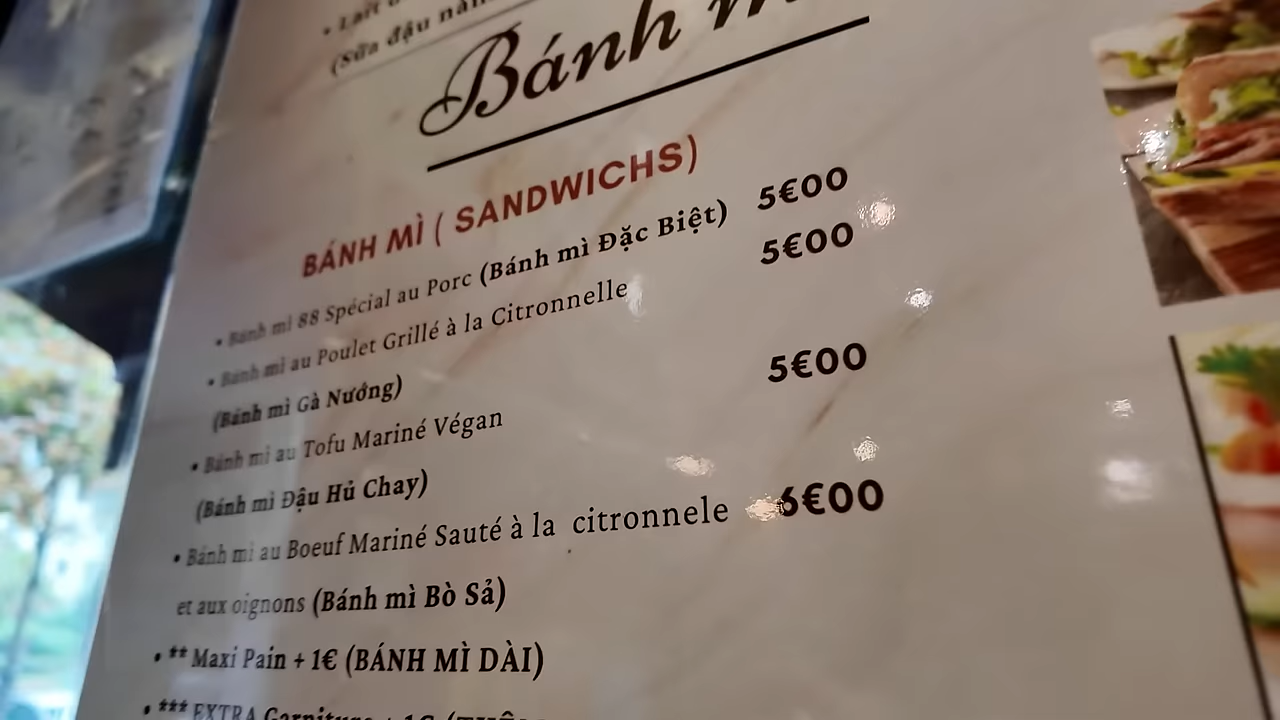 • Lait
(Sữa đậu nàn
Bánh m
BÁNH MÌ ( SANDWICHS)
• Bánh mì 88 Spécial au Porc (Bánh mì Đặc Biệt) 5€00
• Bánh mì au Poulet Grillé à la Citronnelle 5€00
(Bánh mì Gà Nướng)
• Bánh mì au Tofu Mariné Végan 5€00
(Bánh mì Đậu Hủ Chay)
• Bánh mi au Boeuf Mariné Sauté à la citronnele 6€00
et aux oignons (Bánh mì Bò Sả)
• ** Maxi Pain + 1€ (BÁNH MÌ DÀI)
• *** EXTRA Garniture + 1€